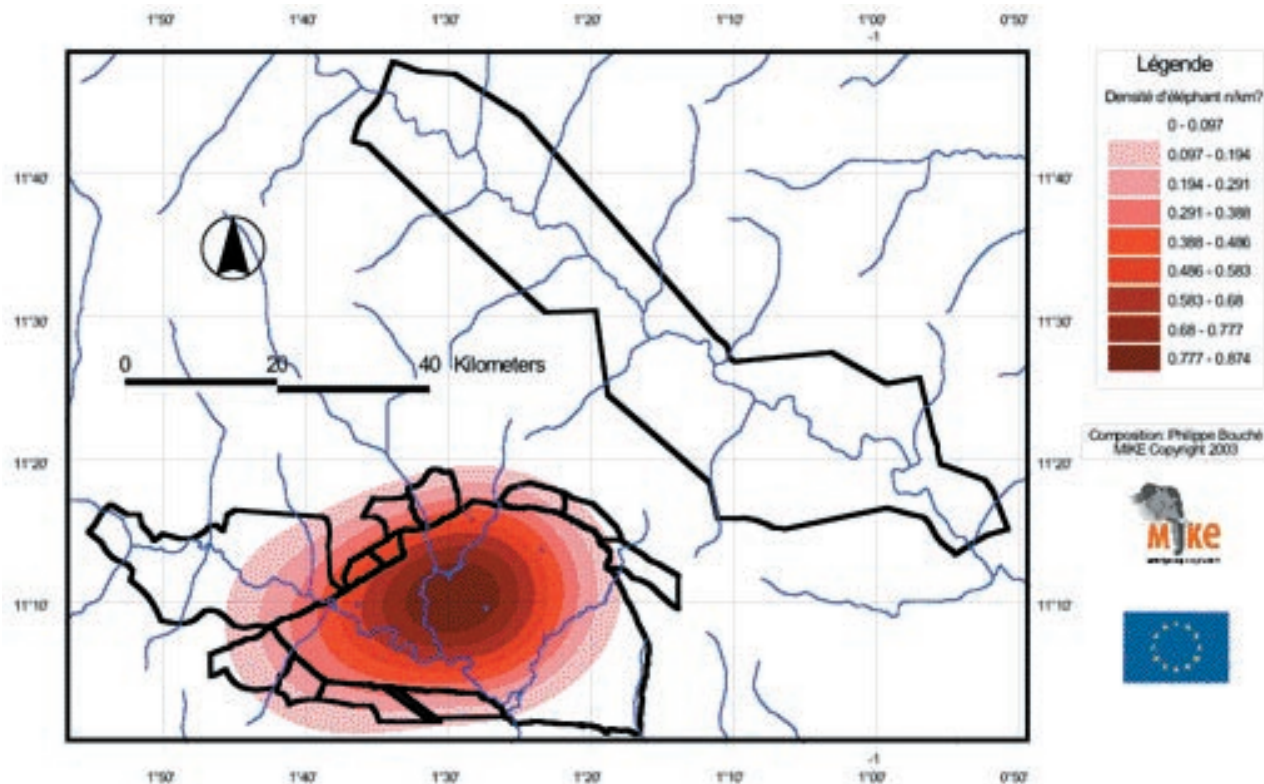 1°50' 1°40' 1°30' 1°20' 1°10' 1°00' 0°50'
-1
Légende
Densité d'éléphant n/km?
0 - 0.097
0.097 - 0.194
0.194 - 0.291
0.291 - 0.388
0.388 - 0.486
0.486 - 0.583
0.583 - 0.68
0.68 - 0.777
0.777 - 0.874
11°40' 11°40'
11°30' 11°30'
0 20 40 Kilometers
11°20' 11°20'
Composition: Philippe Bouché
MIKE Copyright 2003
MIKE
11°10' 11°10'
1°50' 1°40' 1°30' 1°20' 1°10' 1°00' 0°50'
-1